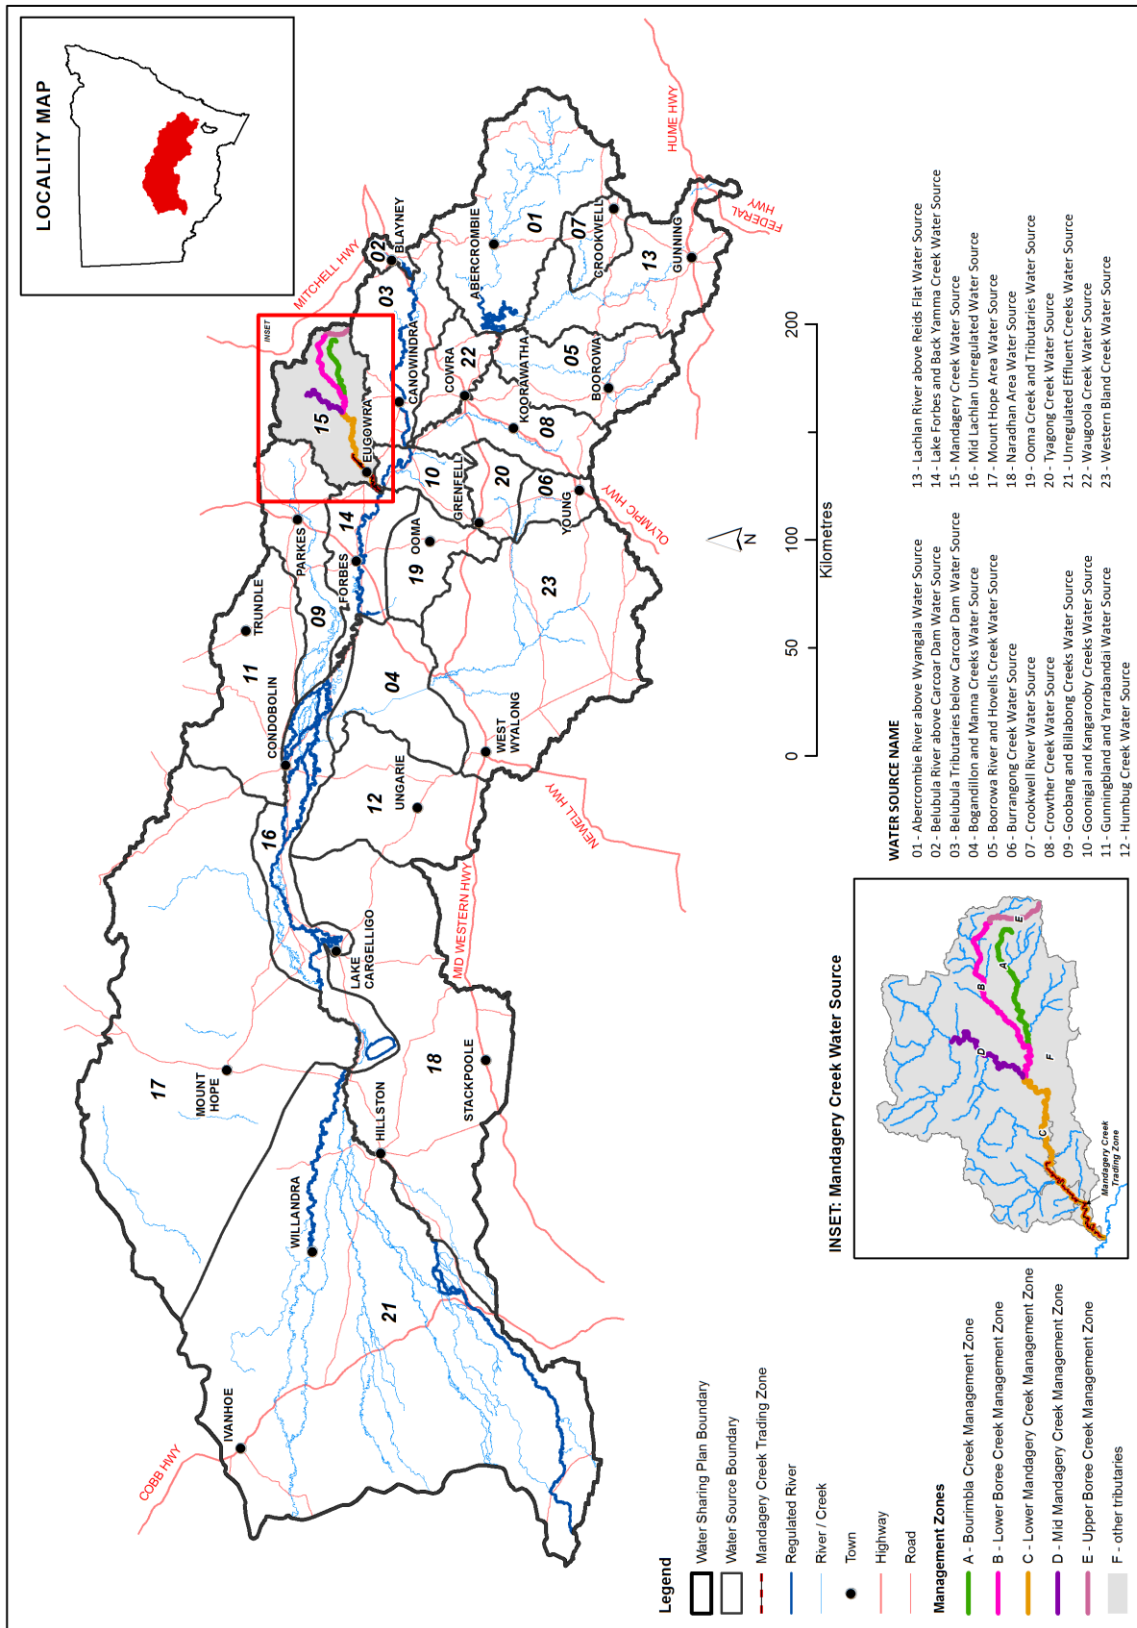 LOCALITY MAP
COBB HWY
IVANHOE
17
MOUNT
HOPE
11
TRUNDLE
CONDOBOLIN
16
09
PARKES
INSET
MITCHELL HWY
15
EUGOWRA
14
FORBES
02
BLAYNEY
03
CANOWINDRA
WILLANDRA
21
HILLSTON
18
STACKPOLE
LAKE
CARGELLIGO
MID WESTERN HWY
12
UNGARIE
WEST
WYALONG
NEWELL HWY
04
19
OOMA
10
GRENFELL
20
06
YOUNG
23
OLYMPIC HWY
COWRA
22
KOORAWATHA
08
05
BOOROWA
ABERCROMBIE
01
07
CROOKWELL
13
GUNNING
HUME HWY
FEDERAL
HWY
N
0
50
100
200
Kilometres
Legend
Water Sharing Plan Boundary
Water Source Boundary
Mandagery Creek Trading Zone
Regulated River
River / Creek
Town
Highway
Road
Management Zones
A - Bourimbla Creek Management Zone
B - Lower Boree Creek Management Zone
C - Lower Mandagery Creek Management Zone
D - Mid Mandagery Creek Management Zone
E - Upper Boree Creek Management Zone
F - other tributaries
INSET: Mandagery Creek Water Source
A
B
C
D
E
F
Mandagery Creek
Trading Zone
WATER SOURCE NAME
01 - Abercrombie River above Wyangala Water Source
02 - Belubula River above Carcoar Dam Water Source
03 - Belubula Tributaries below Carcoar Dam Water Source
04 - Bogandillon and Manna Creeks Water Source
05 - Boorowa River and Hovells Creek Water Source
06 - Burrangong Creek Water Source
07 - Crookwell River Water Source
08 - Crowther Creek Water Source
09 - Goobang and Billabong Creeks Water Source
10 - Goonigal and Kangarooby Creeks Water Source
11 - Gunningbland and Yarrabandai Water Source
12 - Humbug Creek Water Source
13 - Lachlan River above Reids Flat Water Source
14 - Lake Forbes and Back Yamma Creek Water Source
15 - Mandagery Creek Water Source
16 - Mid Lachlan Unregulated Water Source
17 - Mount Hope Area Water Source
18 - Naradhan Area Water Source
19 - Ooma Creek and Tributaries Water Source
20 - Tyagong Creek Water Source
21 - Unregulated Effluent Creeks Water Source
22 - Waugoola Creek Water Source
23 - Western Bland Creek Water Source